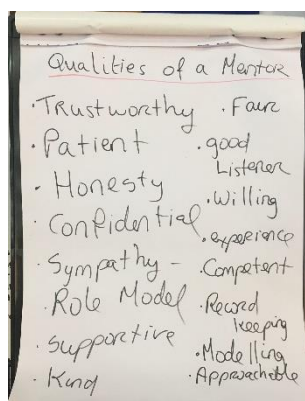 Qualities of a Mentor
• Trustworthy
• Patient
• Honesty
• Confidential
• Sympathy –
Role Model
• Supportive
• Kind
• Fair
• good
Listener
• Willing
• experience
• Competent
• Record
keeping
• Modelling
• Approachable